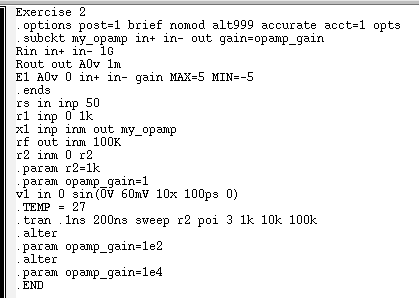 Exercise 2
.options post=1 brief nomod alt999 accurate acct=1 opts
.subckt my_opamp in+ in- out gain=opamp_gain
Rin in+ in- 1G
Rout out A0v 1m
E1 A0v 0 in+ in- gain MAX=5 MIN=-5
.ends
rs in inp 50
r1 inp 0 1k
x1 inp inm out my_opamp
rf out inm 100K
r2 inm 0 r2
.param r2=1k
.param opamp_gain=1
v1 in 0 sin(0V 60mV 10x 100ps 0)
.TEMP = 27
.tran .1ns 200ns sweep r2 poi 3 1k 10k 100k
.alter
.param opamp_gain=1e2
.alter
.param opamp_gain=1e4
.END